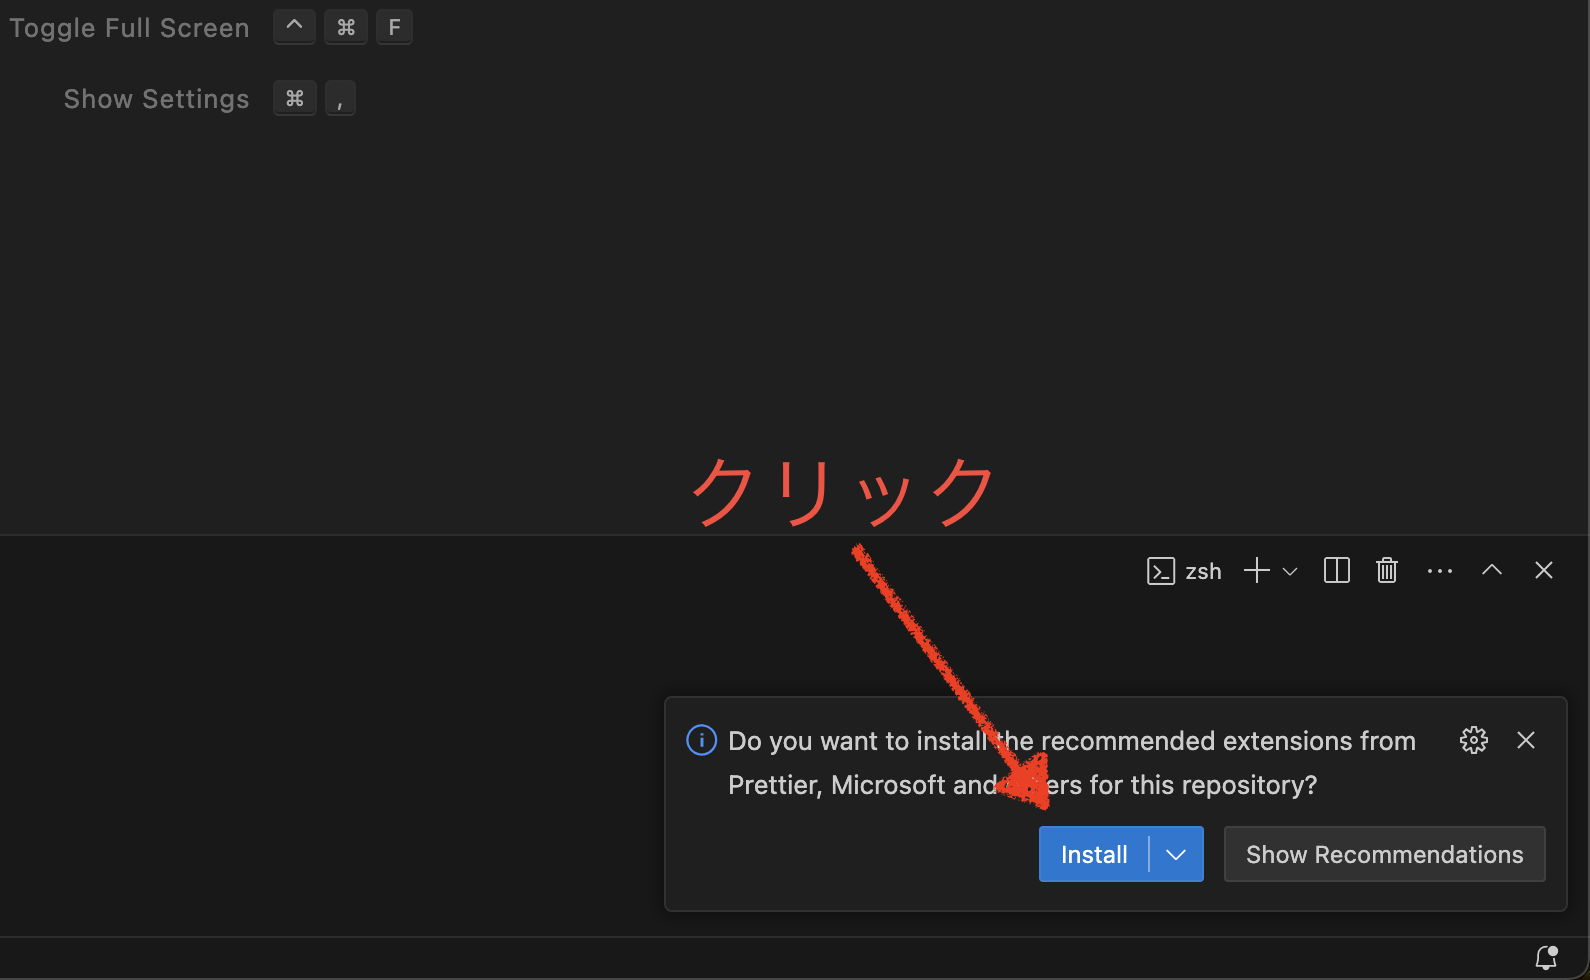 Toggle Full Screen ^ ⌘ F
Show Settings ⌘ ,
クリック
zsh
Do you want to install the recommended extensions from
Prettier, Microsoft and ers for this repository?
Install
Show Recommendations